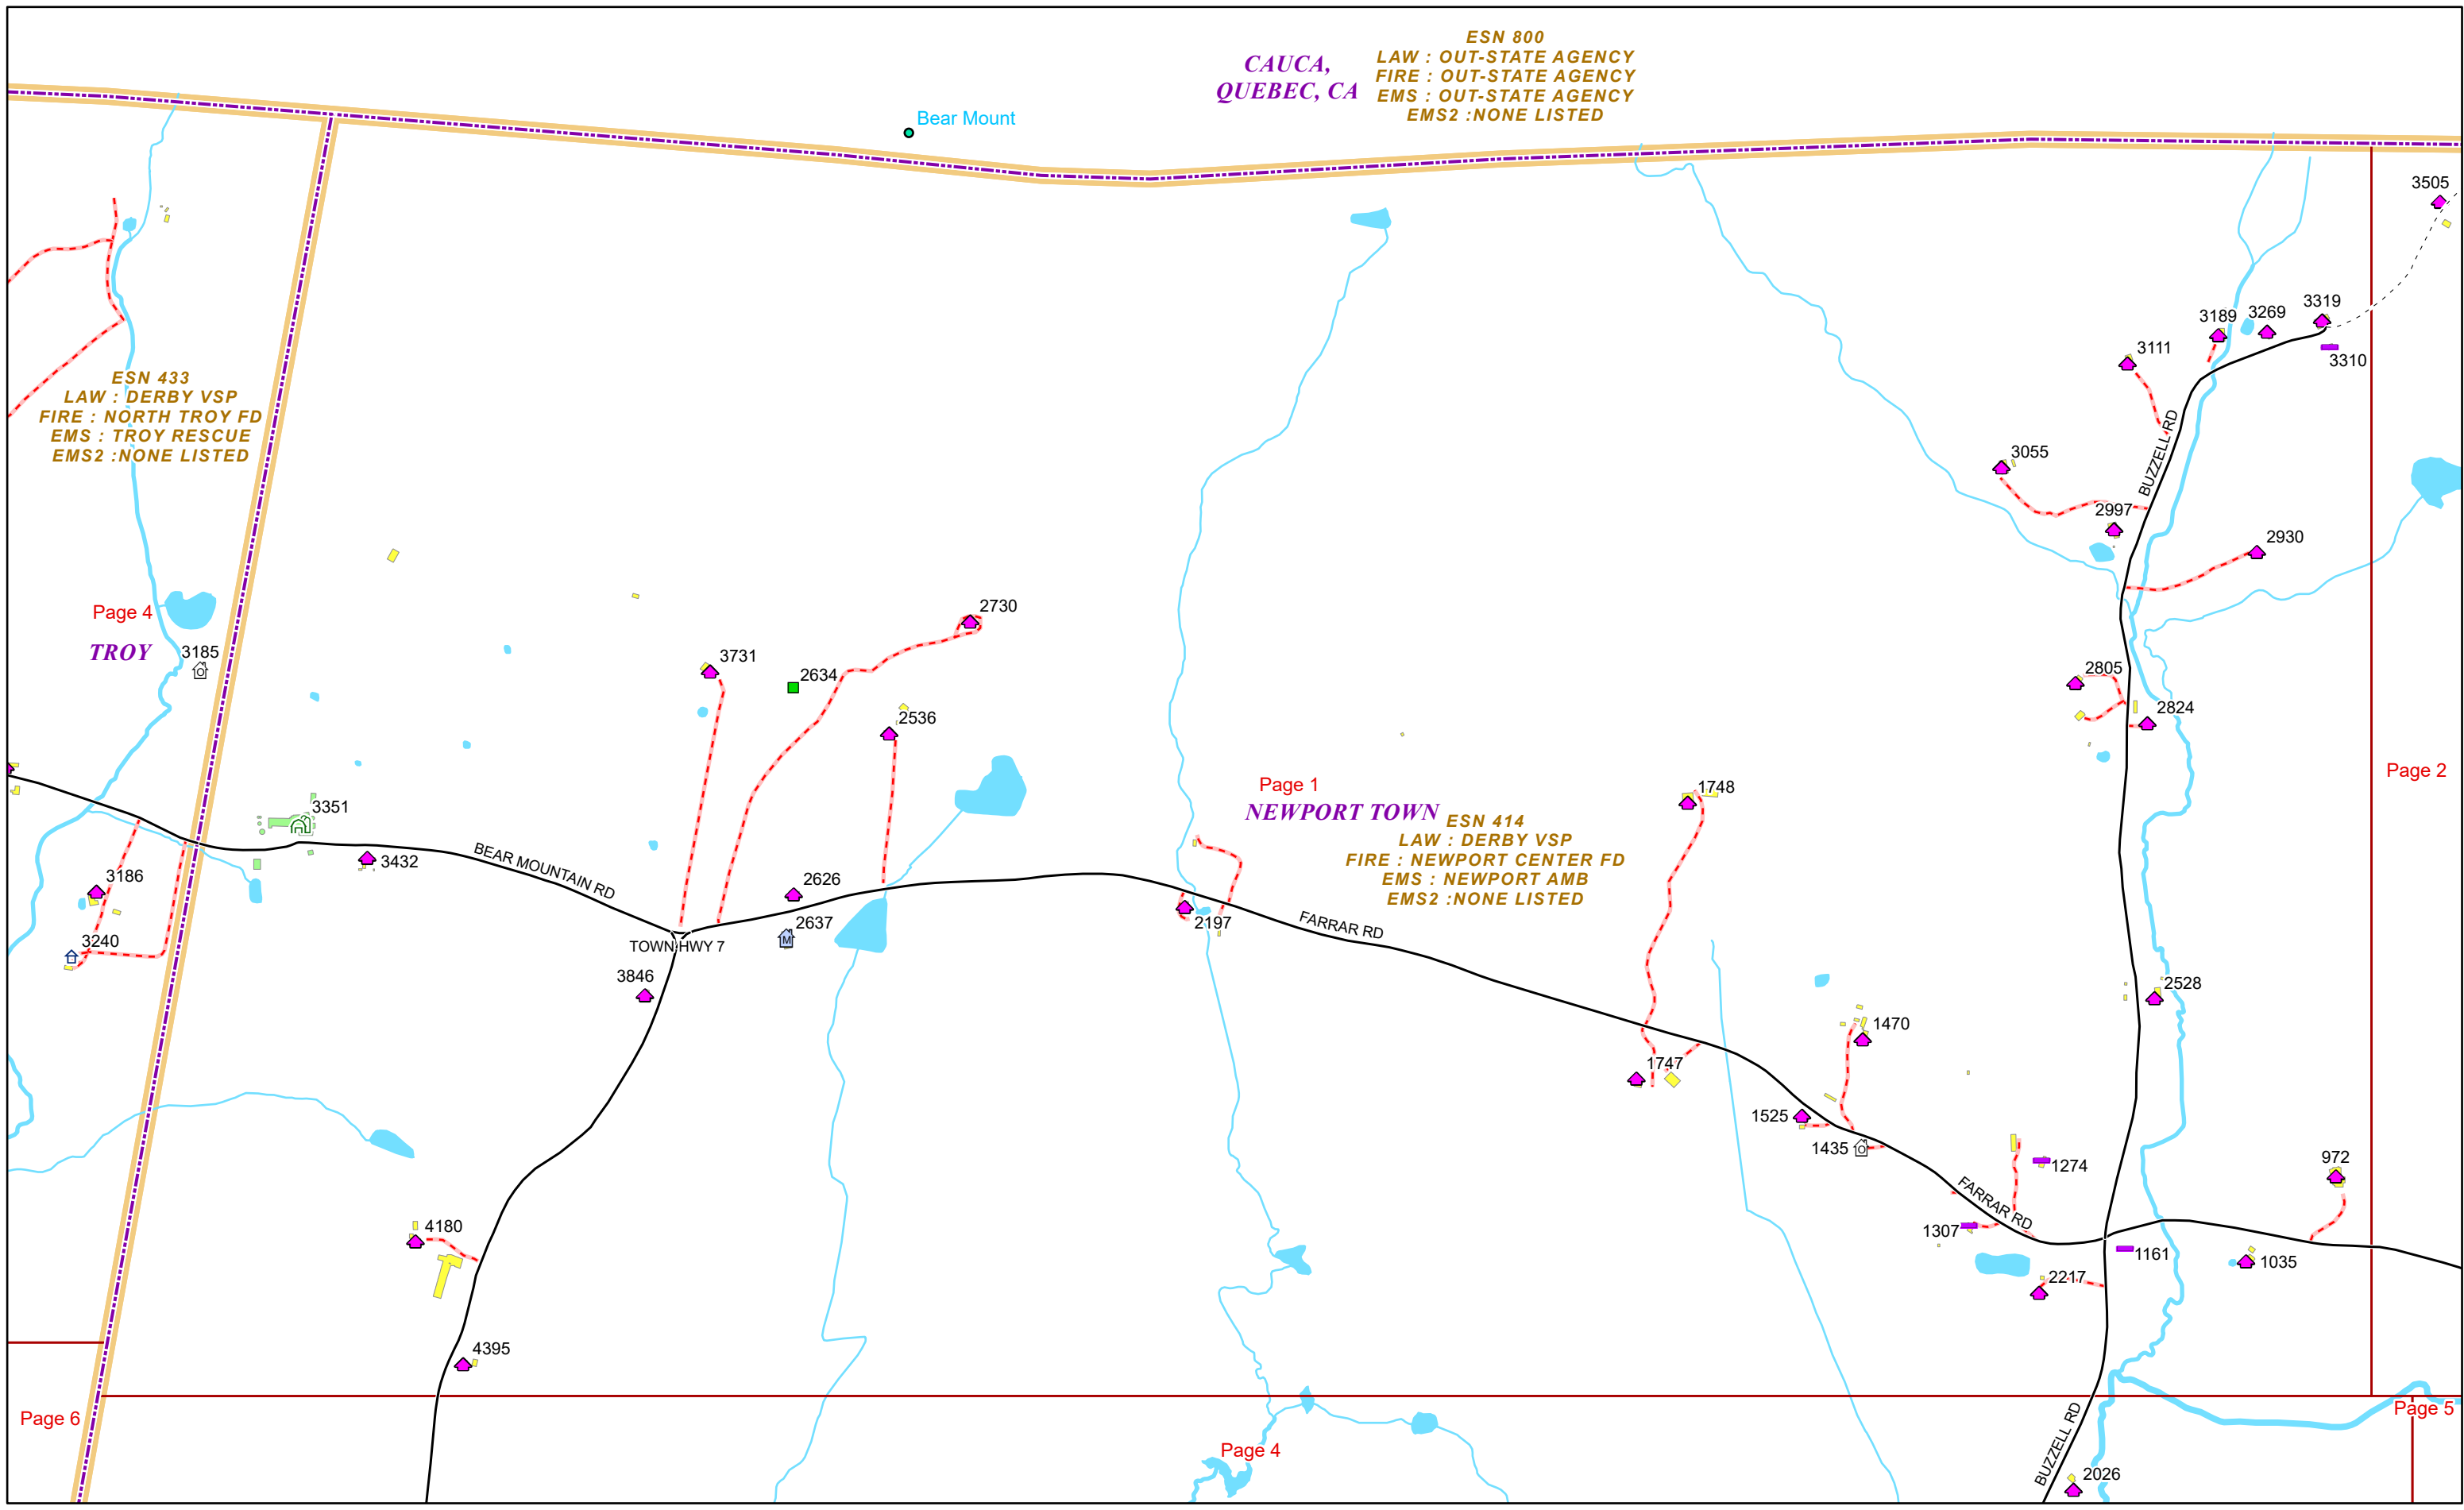 ESN 800
LAW : OUT-STATE AGENCY
FIRE : OUT-STATE AGENCY
EMS : OUT-STATE AGENCY
EMS2 :NONE LISTED
CAUCA,
QUEBEC, CA
Bear Mount
3505
3319
3269
3189
3310
3111
ESN 433
LAW : DERBY VSP
FIRE : NORTH TROY FD
EMS : TROY RESCUE
EMS2 :NONE LISTED
BUZZELL RD
3055
2997
2930
Page 4
TROY
3185
2730
3731
2634
2536
2805
2824
Page 1
NEWPORT TOWN
Page 2
1748
ESN 414
LAW : DERBY VSP
FIRE : NEWPORT CENTER FD
EMS : NEWPORT AMB
EMS2 :NONE LISTED
3351
3432
BEAR MOUNTAIN RD
3186
2626
2637
2197
FARRAR RD
3240
TOWN HWY 7
3846
2528
1470
1747
1525
1435
1274
972
FARRAR RD
1307
1161
1035
4180
2217
4395
Page 6
Page 5
BUZZELL RD
Page 4
2026
O
M
O